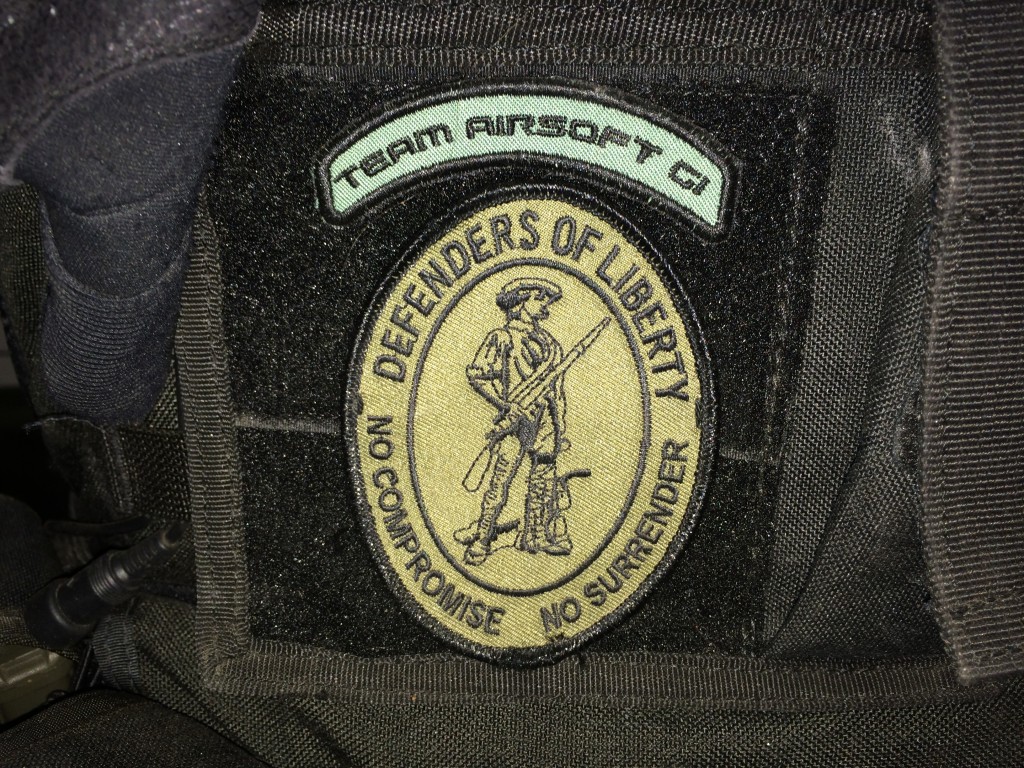 TEAM AIRSOFT GI
DEFENDERS OF LIBERTY
NO COMPROMISE
NO SURRENDER